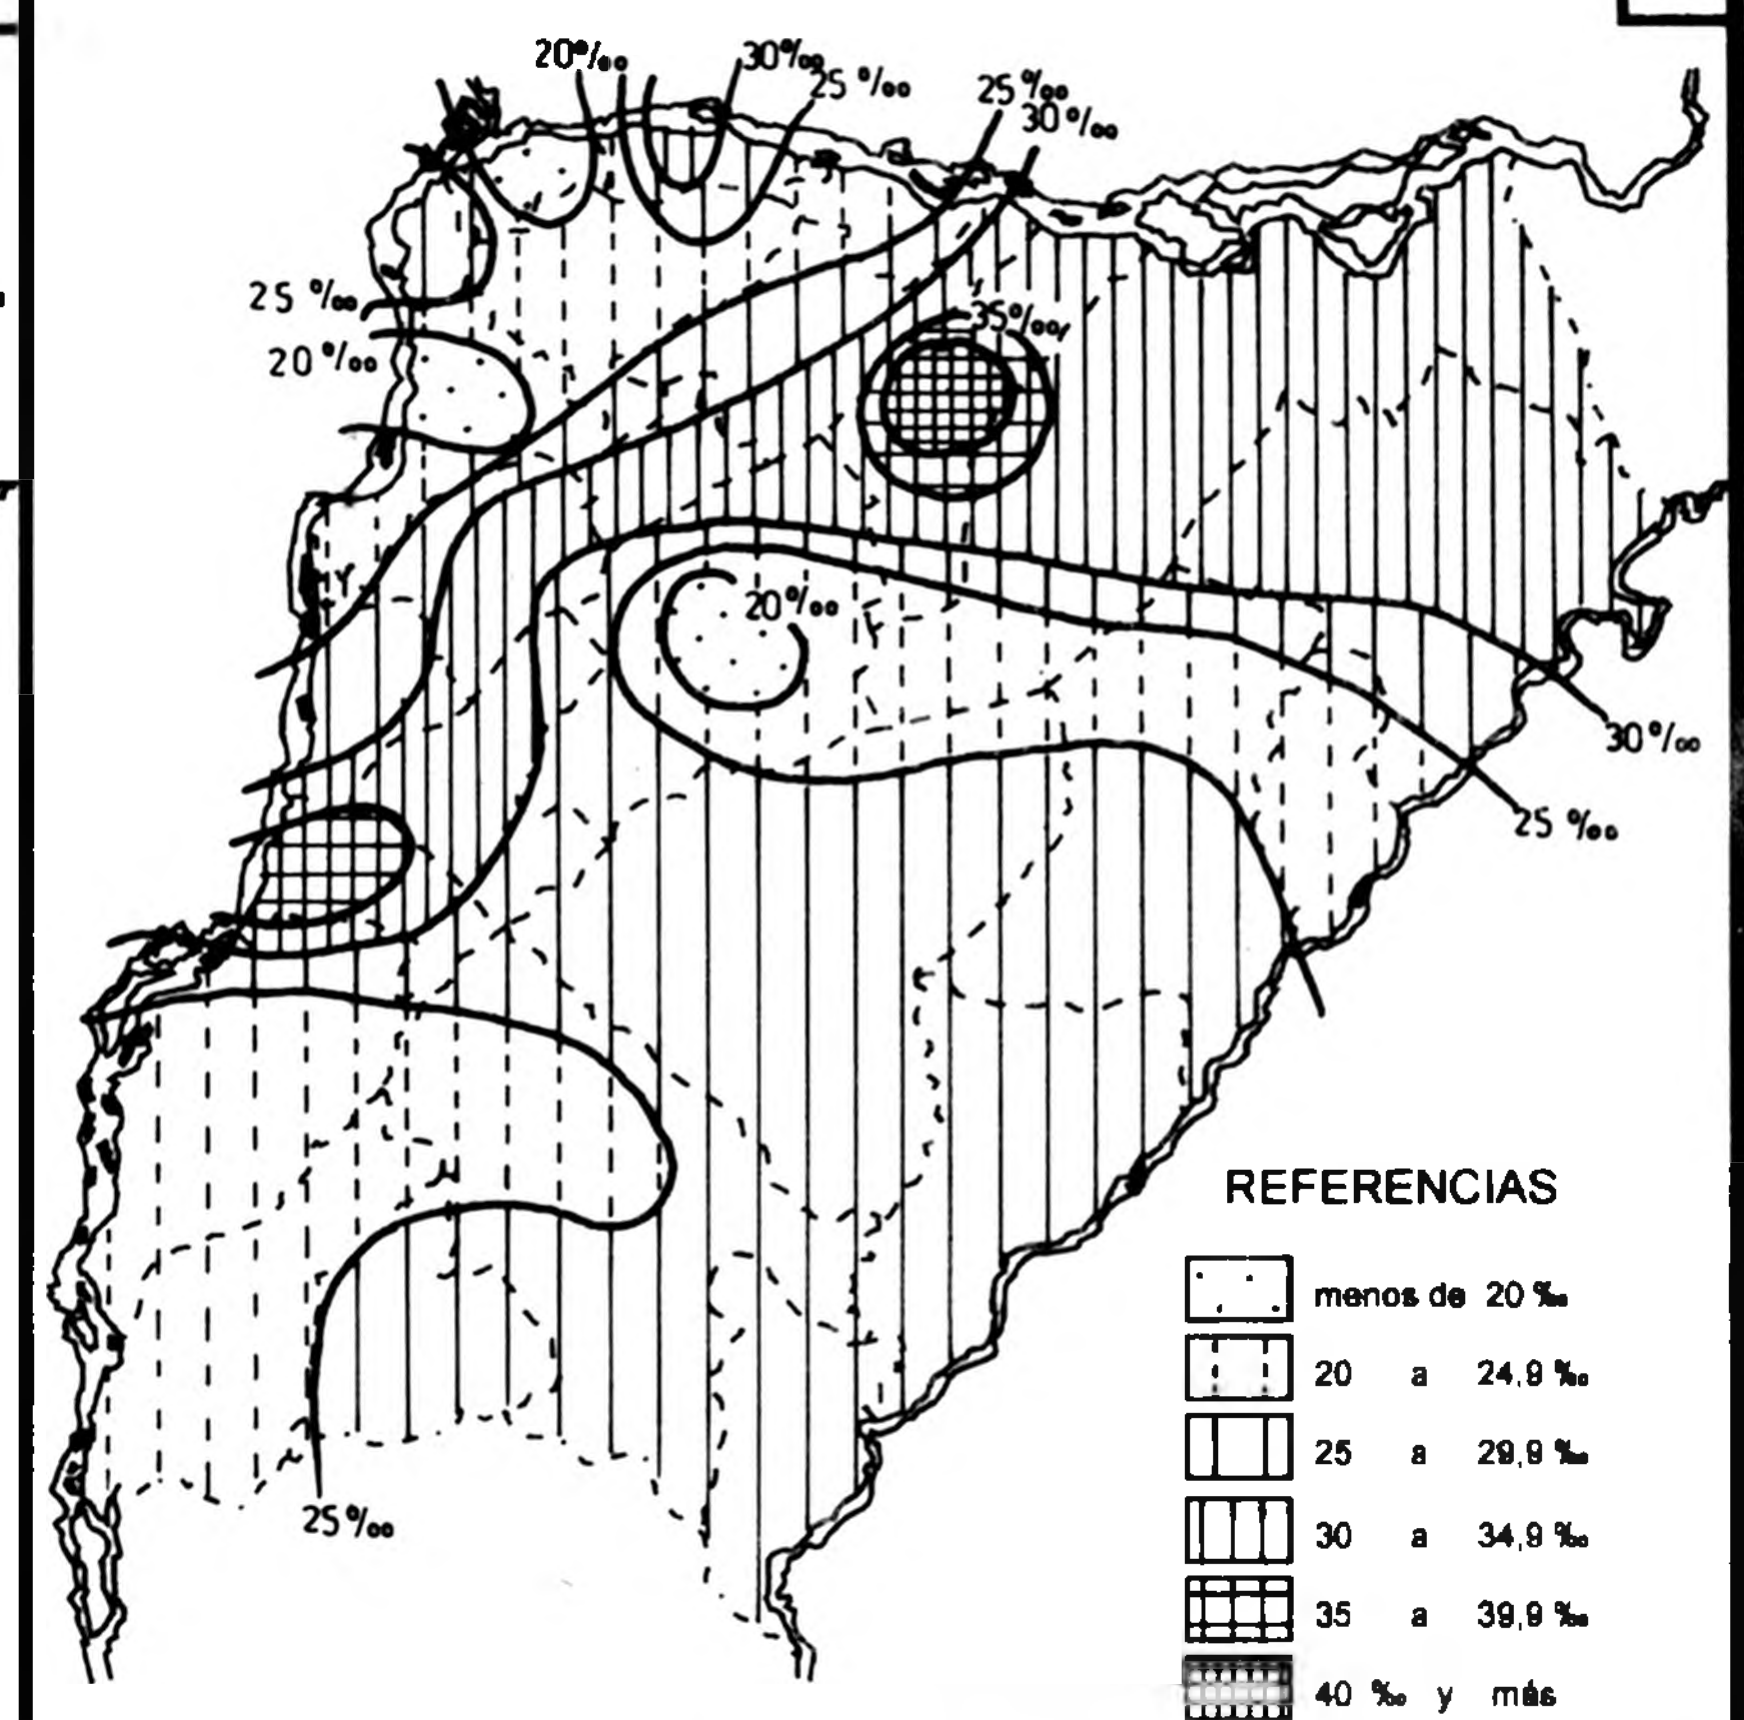 20‰
30‰
25 ‰
25 ‰
30‰
25 ‰
20 ‰
35‰
20‰
30‰
25 ‰
25‰
REFERENCIAS
menos de 20 ‰
20 a 24,9 ‰
25 a 29,9 ‰
30 a 34,9 ‰
35 a 39,9 ‰
40 ‰ y más